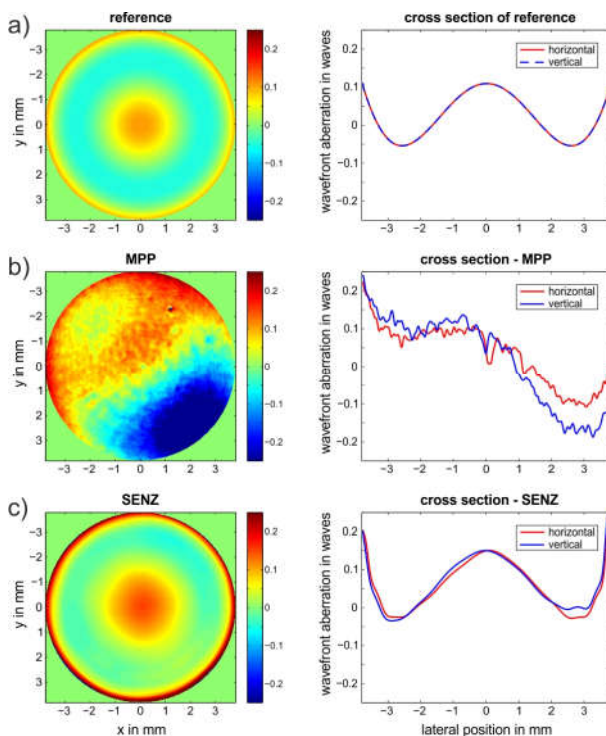 a)
reference
y in mm
−3
−2
−1
0
1
2
3
−3 −2 −1 0 1 2 3
0.2
0.1
0
-0.1
-0.2
cross section of reference
wavefront aberration in waves
0.2
0.1
0
-0.1
-0.2
horizontal
vertical
−3 −2 −1 0 1 2 3
b)
MPP
y in mm
−3
−2
−1
0
1
2
3
−3 −2 −1 0 1 2 3
0.2
0.1
0
-0.1
-0.2
cross section - MPP
wavefront aberration in waves
0.2
0.1
0
-0.1
-0.2
horizontal
vertical
−3 −2 −1 0 1 2 3
c)
SENZ
y in mm
−3
−2
−1
0
1
2
3
−3 −2 −1 0 1 2 3
x in mm
0.2
0.1
0
-0.1
-0.2
cross section - SENZ
wavefront aberration in waves
0.2
0.1
0
-0.1
-0.2
horizontal
vertical
−3 −2 −1 0 1 2 3
lateral position in mm